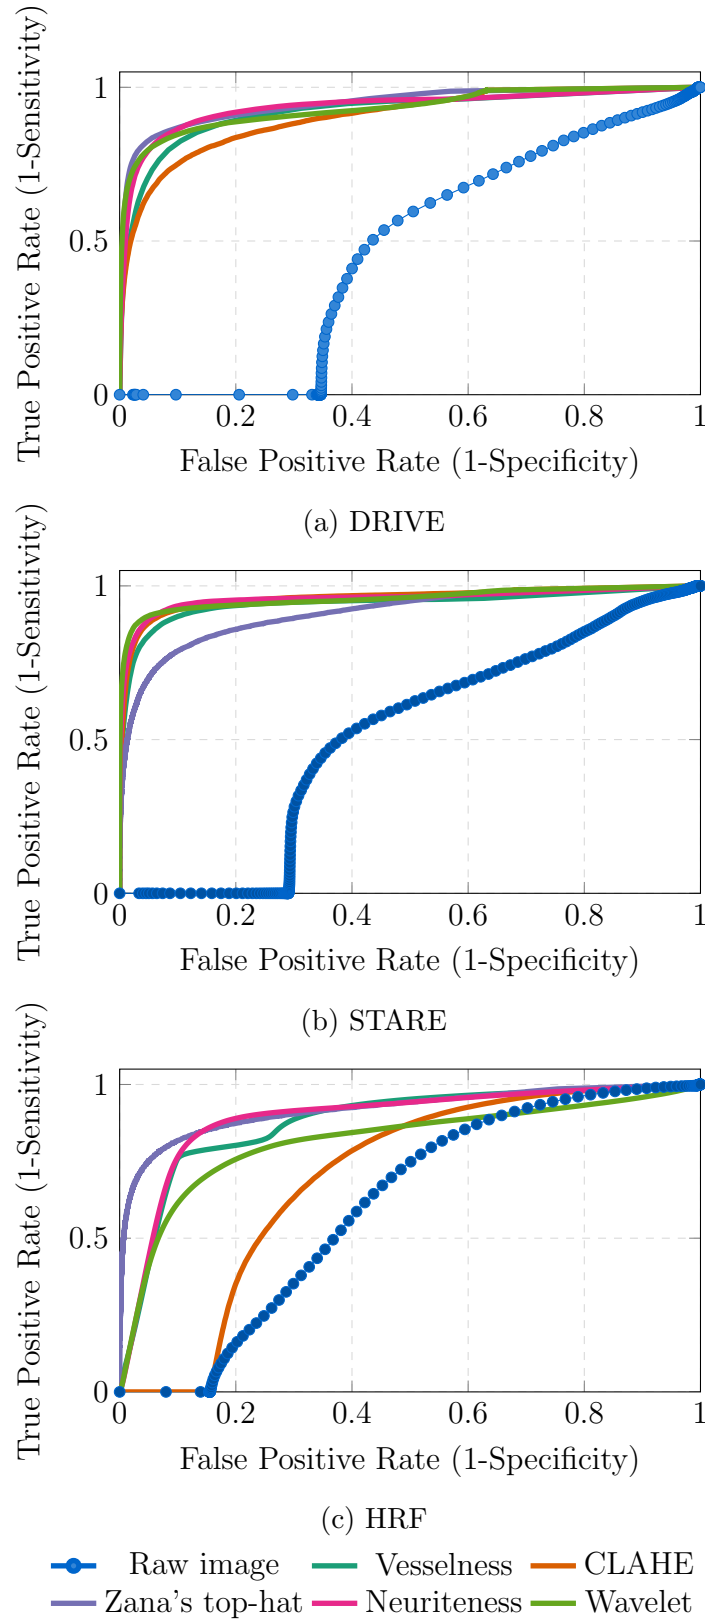 True Positive Rate (1-Sensitivity)
1
0.5
0
0 0.2 0.4 0.6 0.8 1
False Positive Rate (1-Specificity)
(a) DRIVE
True Positive Rate (1-Sensitivity)
1
0.5
0
0 0.2 0.4 0.6 0.8 1
False Positive Rate (1-Specificity)
(b) STARE
True Positive Rate (1-Sensitivity)
1
0.5
0
0 0.2 0.4 0.6 0.8 1
False Positive Rate (1-Specificity)
(c) HRF
Raw image Vesselness CLAHE
Zana's top-hat Neuriteness Wavelet